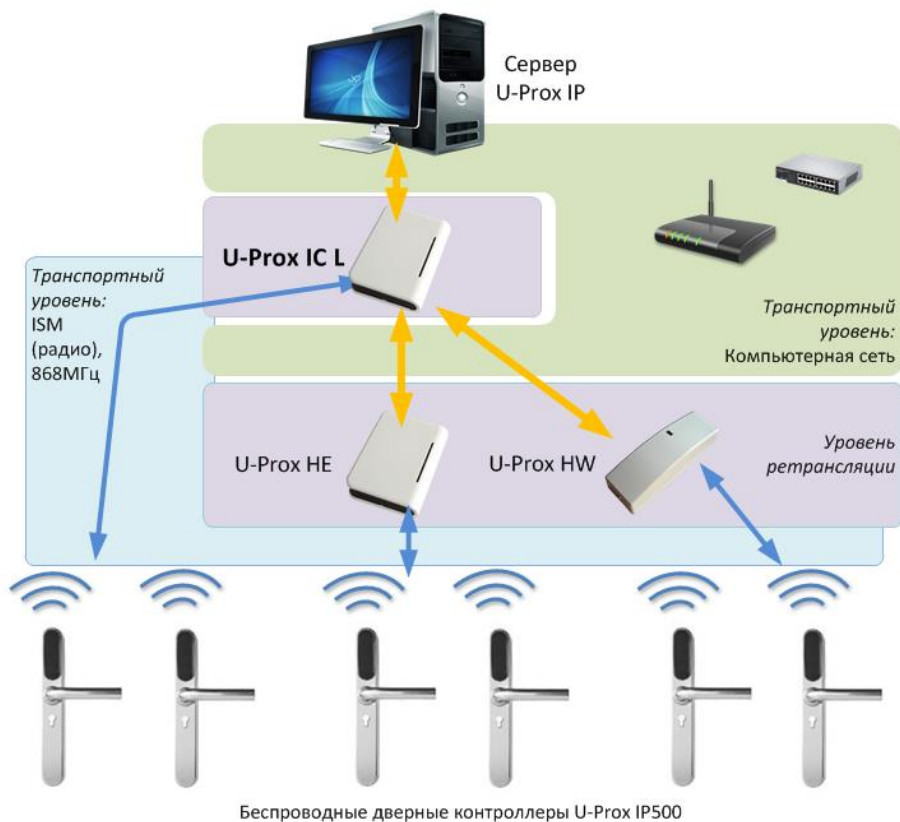 Сервер
U-Prox IP
U-Prox IC L
Транспортный
уровень:
ISM
(радио),
868МГц
Транспортный
уровень:
Компьютерная сеть
U-Prox HE
U-Prox HW
Уровень
ретрансляции
Беспроводные дверные контроллеры U-Prox IP500